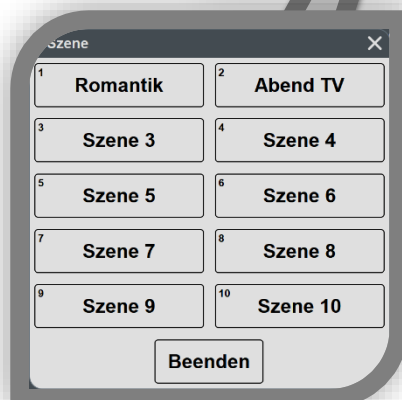 Szene
1 Romantik
2 Abend TV
3 Szene 3
4 Szene 4
5 Szene 5
6 Szene 6
7 Szene 7
8 Szene 8
9 Szene 9
10 Szene 10
Beenden